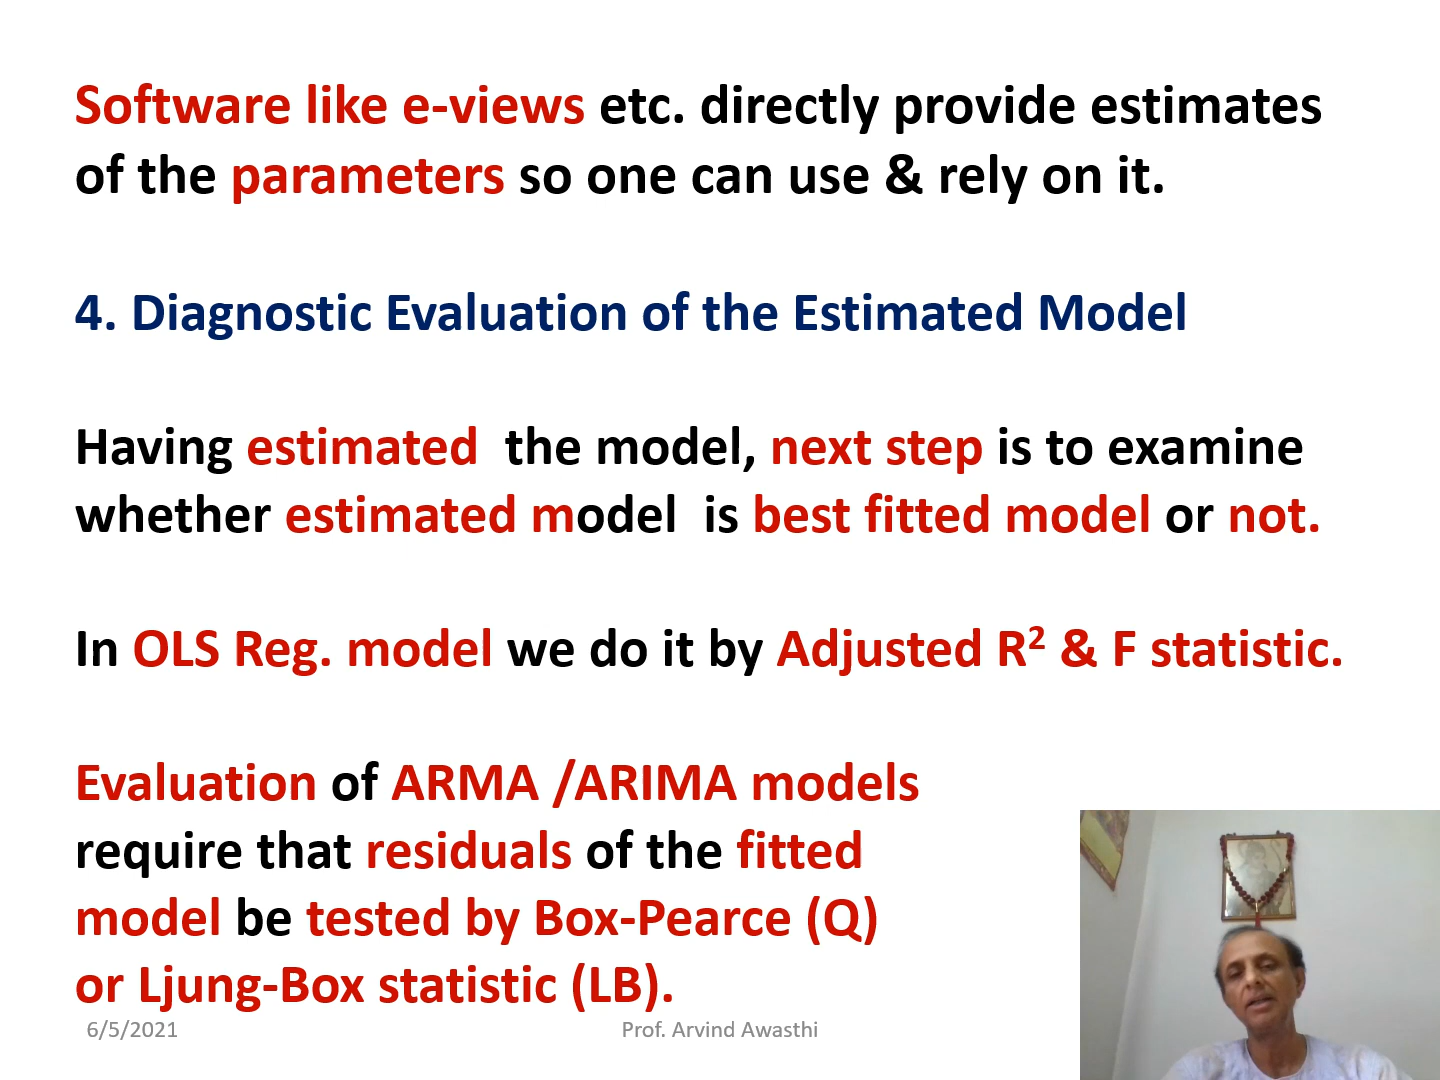 Software like e-views etc. directly provide estimates
of the parameters so one can use & rely on it.
4. Diagnostic Evaluation of the Estimated Model
Having estimated the model, next step is to examine
whether estimated model is best fitted model or not.
In OLS Reg. model we do it by Adjusted R² & F statistic.
Evaluation of ARMA /ARIMA models
require that residuals of the fitted
model be tested by Box-Pearce (Q)
or Ljung-Box statistic (LB).
6/5/2021
Prof. Arvind Awasthi